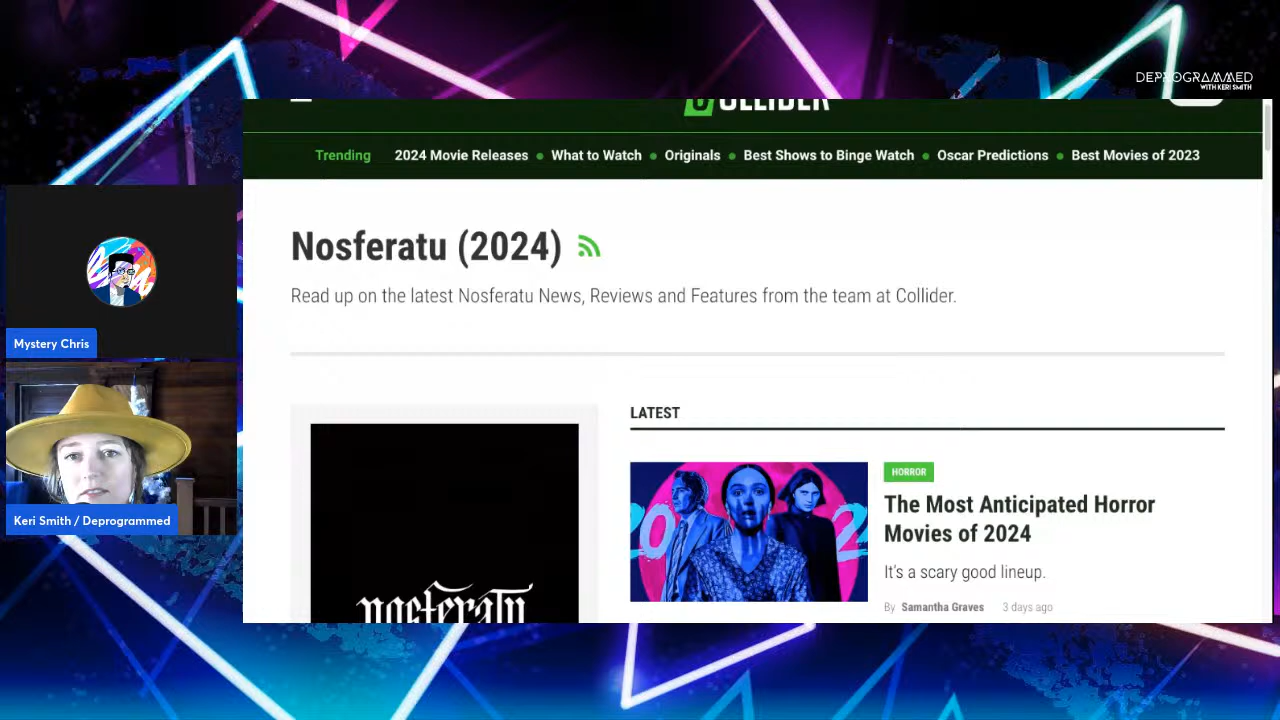 DEPROGRAMMED
WITH KERI SMITH
COLLIDER
Trending 2024 Movie Releases What to Watch Originals Best Shows to Binge Watch Oscar Predictions Best Movies of 2023
Nosferatu (2024)
Read up on the latest Nosferatu News, Reviews and Features from the team at Collider.
LATEST
HORROR
The Most Anticipated Horror
Movies of 2024
It's a scary good lineup.
By Samantha Graves 3 days ago
nosferatu
202
Mystery Chris
Keri Smith / Deprogrammed